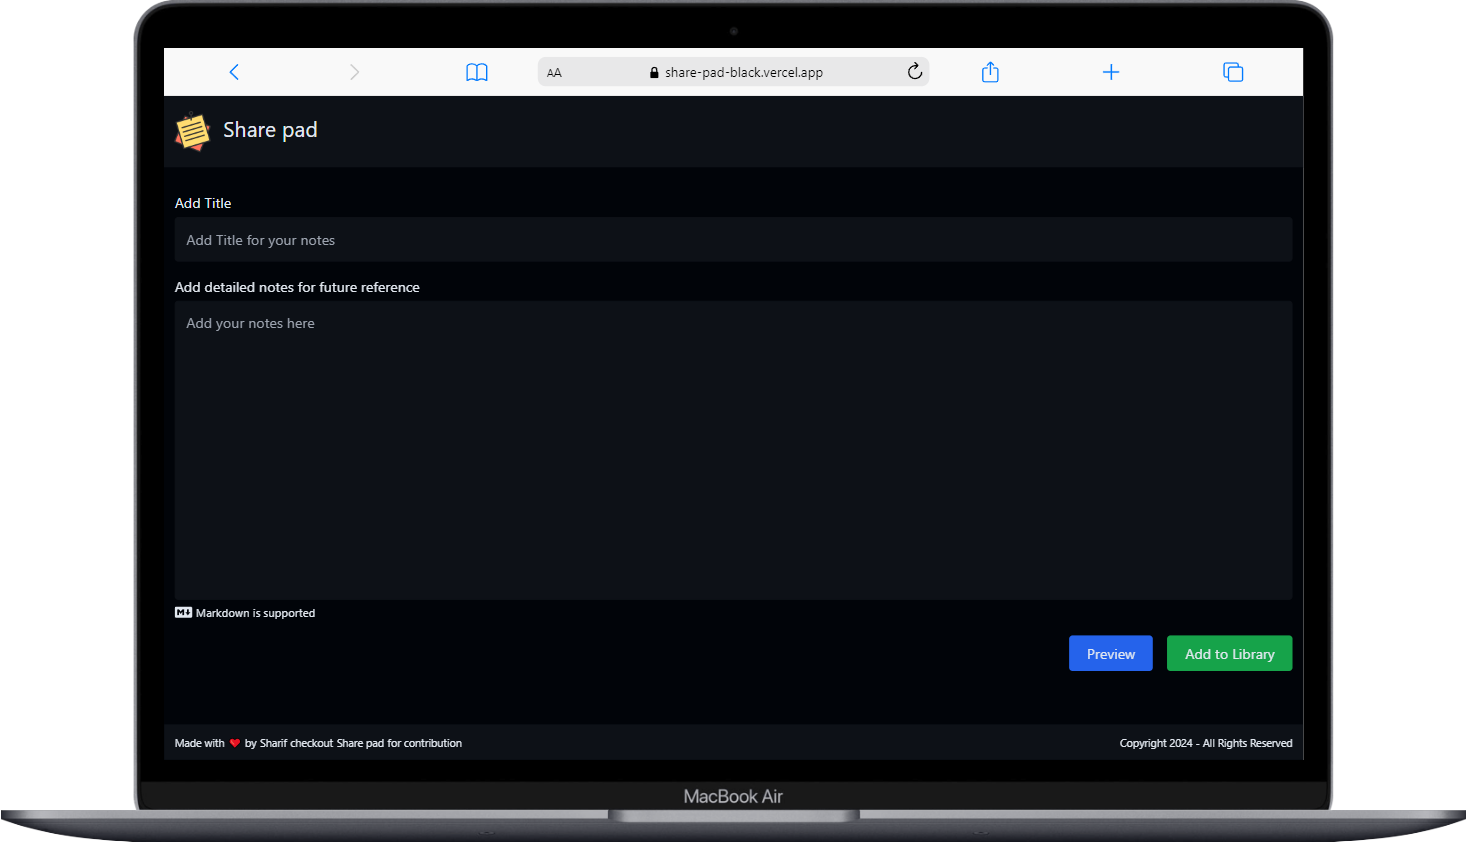 AA share-pad-black.vercel.app
Share pad
Add Title
Add Title for your notes
Add detailed notes for future reference
Add your notes here
M Markdown is supported
Preview Add to Library
Made with ❤ by Sharif checkout Share pad for contribution Copyright 2024 - All Rights Reserved
MacBook Air